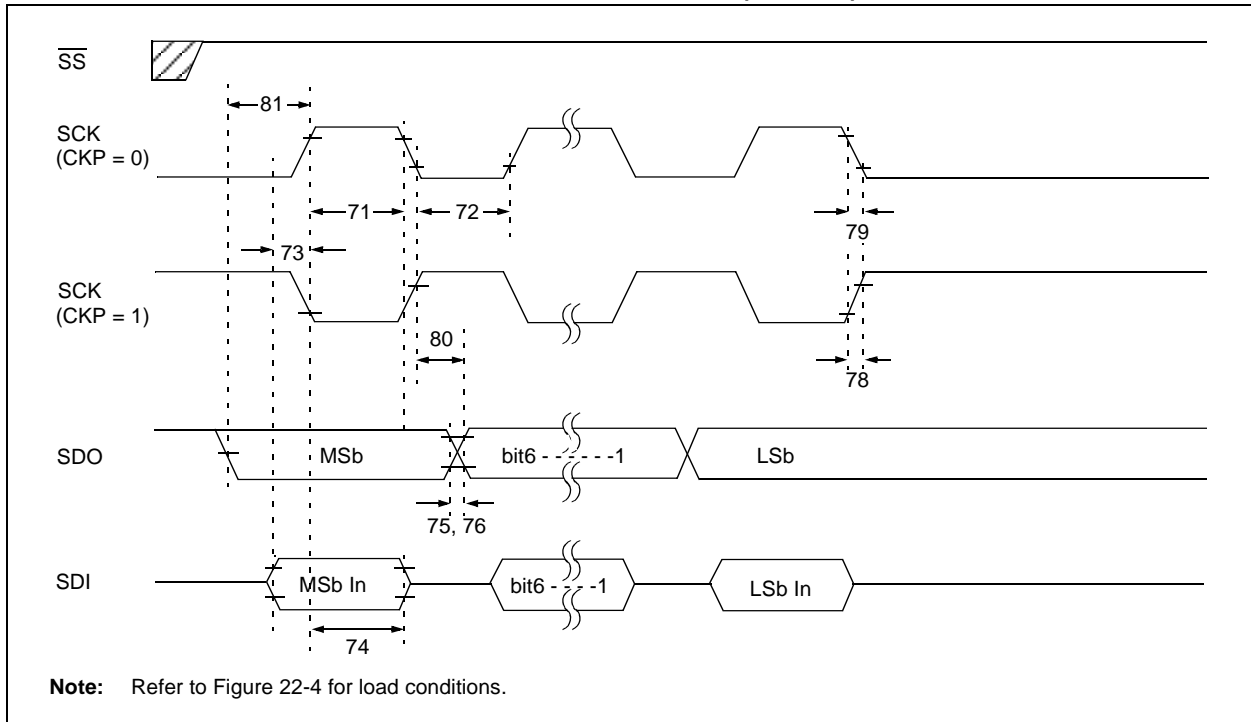 SS
81
SCK
(CKP = 0)
71
72
79
73
SCK
(CKP = 1)
80
78
SDO
MSb
bit6 - - - - - - -1
LSb
75, 76
SDI
MSb In
bit6 - - - - -1
LSb In
74
Note: Refer to Figure 22-4 for load conditions.